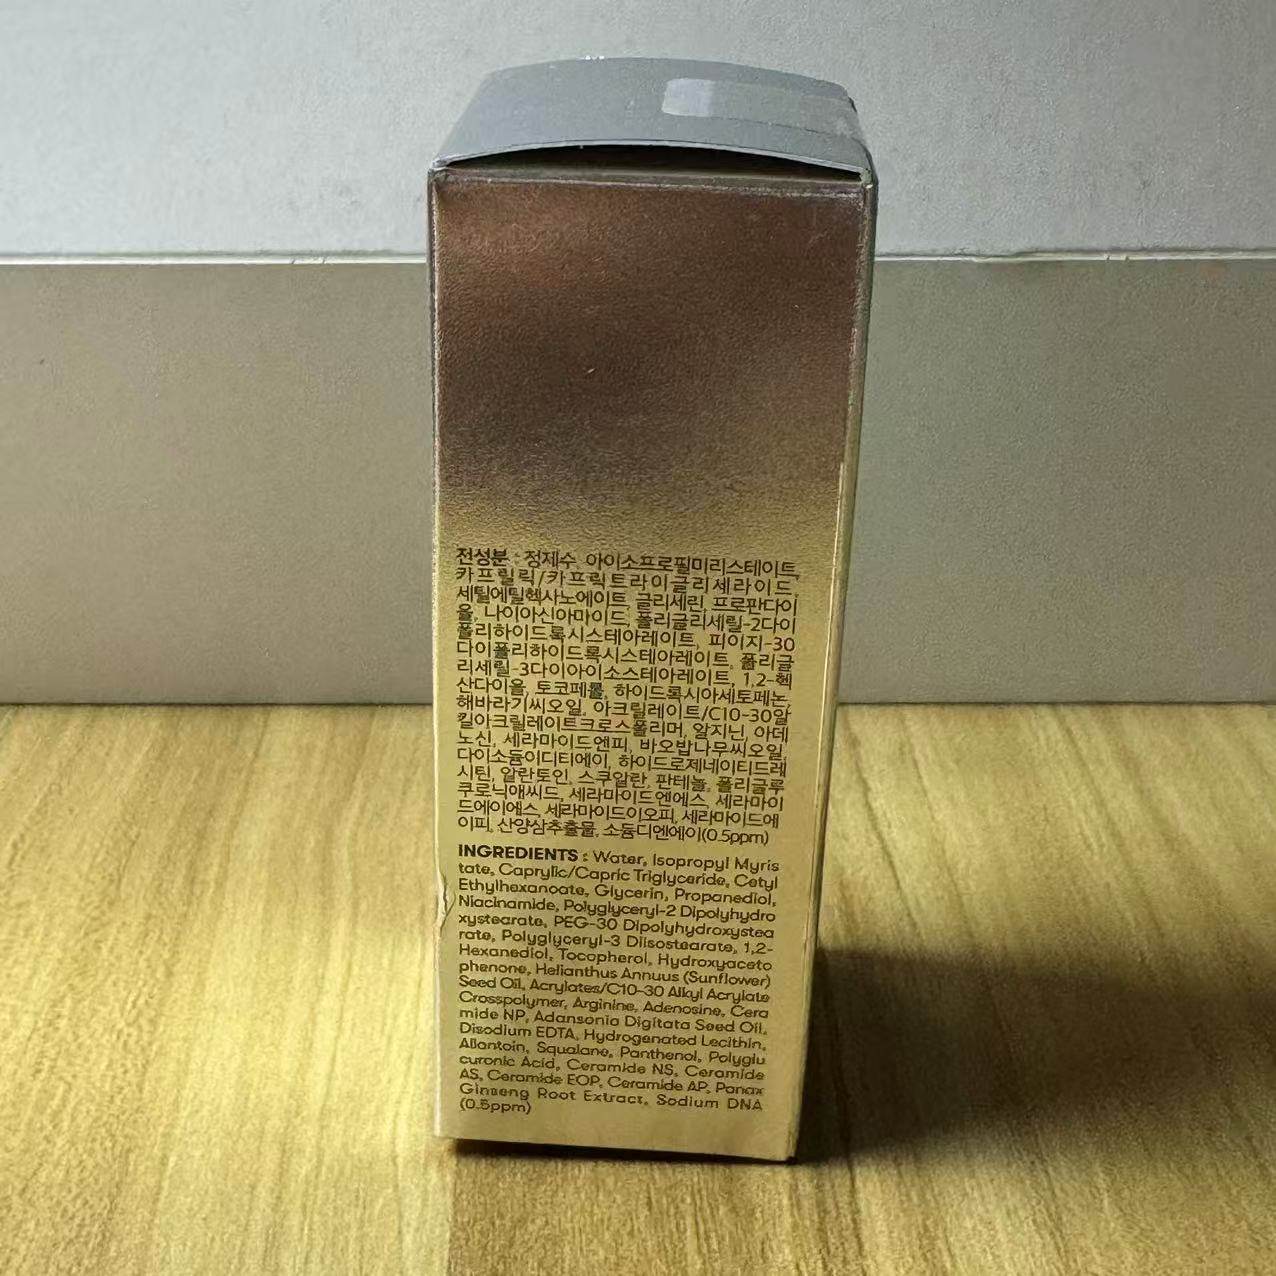 전성분 : 정제수, 아이소프로필미리스테이트,
카프릴릭/카프릭트라이글리세라이드,
세틸에틸헥사노에이트, 글리세린, 프로판다이
올, 나이아신아마이드, 폴리글리세릴-2다이
폴리하이드록시스테아레이트, 피이지-30
다이폴리하이드록시스테아레이트, 폴리글
리세릴-3다이아이소스테아레이트, 1,2-헥
산다이올, 토코페롤, 하이드록시아세토페논,
해바라기씨오일, 아크릴레이트/C10-30알
킬아크릴레이트크로스폴리머, 알지닌, 아데
노신, 세라마이드엔피, 바오밥나무씨오일,
다이소듐이디티에이, 하이드로제네이티드레
시틴, 알란토인, 스쿠알란, 판테놀, 폴리글루
쿠로닉애씨드, 세라마이드엔에스, 세라마이
드에이에스, 세라마이드이오피, 세라마이드에
이피, 산양삼추출물, 소듐디엔에이(0.5ppm)
INGREDIENTS : Water, Isopropyl Myris
tate, Caprylic/Capric Triglyceride, Cetyl
Ethylhexanoate, Glycerin, Propanediol,
Niacinamide, Polyglyceryl-2 Dipolyhydro
xystearate, PEG-30 Dipolyhydroxystea
rate, Polyglyceryl-3 Diisostearate, 1,2-
Hexanediol, Tocopherol, Hydroxyaceto
phenone, Helianthus Annuus (Sunflower)
Seed Oil, Acrylates/C10-30 Alkyl Acrylate
Crosspolymer, Arginine, Adenosine, Cera
mide NP, Adansonia Digitata Seed Oil,
Disodium EDTA, Hydrogenated Lecithin,
Allantoin, Squalane, Panthenol, Polyglu
curonic Acid, Ceramide NS, Ceramide
AS, Ceramide EOP, Ceramide AP, Panax
Ginseng Root Extract, Sodium DNA
(0.5ppm)